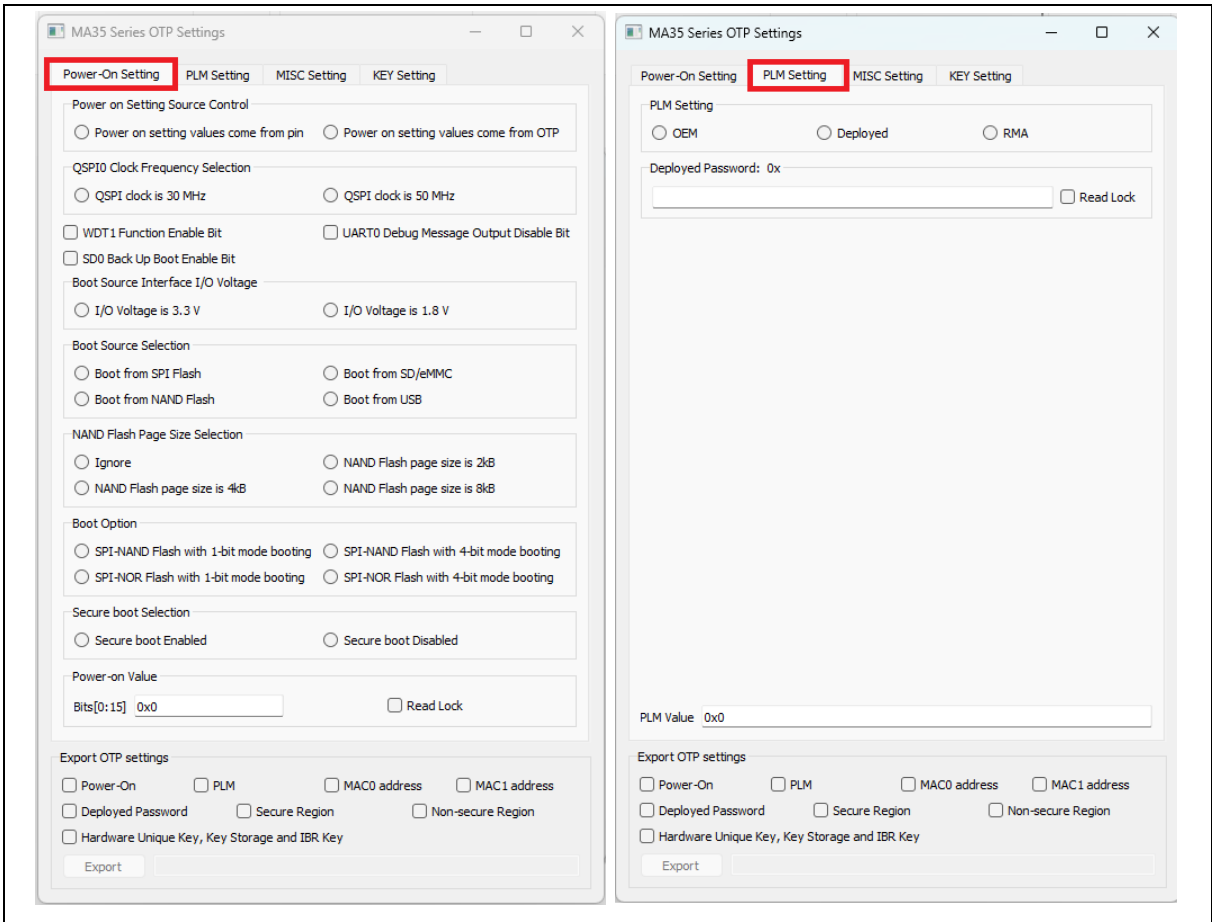 MA35 Series OTP Settings
Power-On Setting PLM Setting MISC Setting KEY Setting
Power on Setting Source Control
Power on setting values come from pin Power on setting values come from OTP
QSPI0 Clock Frequency Selection
QSPI clock is 30 MHz QSPI clock is 50 MHz
WDT1 Function Enable Bit UART0 Debug Message Output Disable Bit
SD0 Back Up Boot Enable Bit
Boot Source Interface I/O Voltage
I/O Voltage is 3.3 V I/O Voltage is 1.8 V
Boot Source Selection
Boot from SPI Flash Boot from SD/eMMC
Boot from NAND Flash Boot from USB
NAND Flash Page Size Selection
Ignore NAND Flash page size is 2kB
NAND Flash page size is 4kB NAND Flash page size is 8kB
Boot Option
SPI-NAND Flash with 1-bit mode booting SPI-NAND Flash with 4-bit mode booting
SPI-NOR Flash with 1-bit mode booting SPI-NOR Flash with 4-bit mode booting
Secure boot Selection
Secure boot Enabled Secure boot Disabled
Power-on Value
Bits[0:15] 0x0 Read Lock
Export OTP settings
Power-On PLM MAC0 address MAC1 address
Deployed Password Secure Region Non-secure Region
Hardware Unique Key, Key Storage and IBR Key
Export
MA35 Series OTP Settings
Power-On Setting PLM Setting MISC Setting KEY Setting
PLM Setting
OEM Deployed RMA
Deployed Password: 0x
Read Lock
PLM Value 0x0
Export OTP settings
Power-On PLM MAC0 address MAC1 address
Deployed Password Secure Region Non-secure Region
Hardware Unique Key, Key Storage and IBR Key
Export